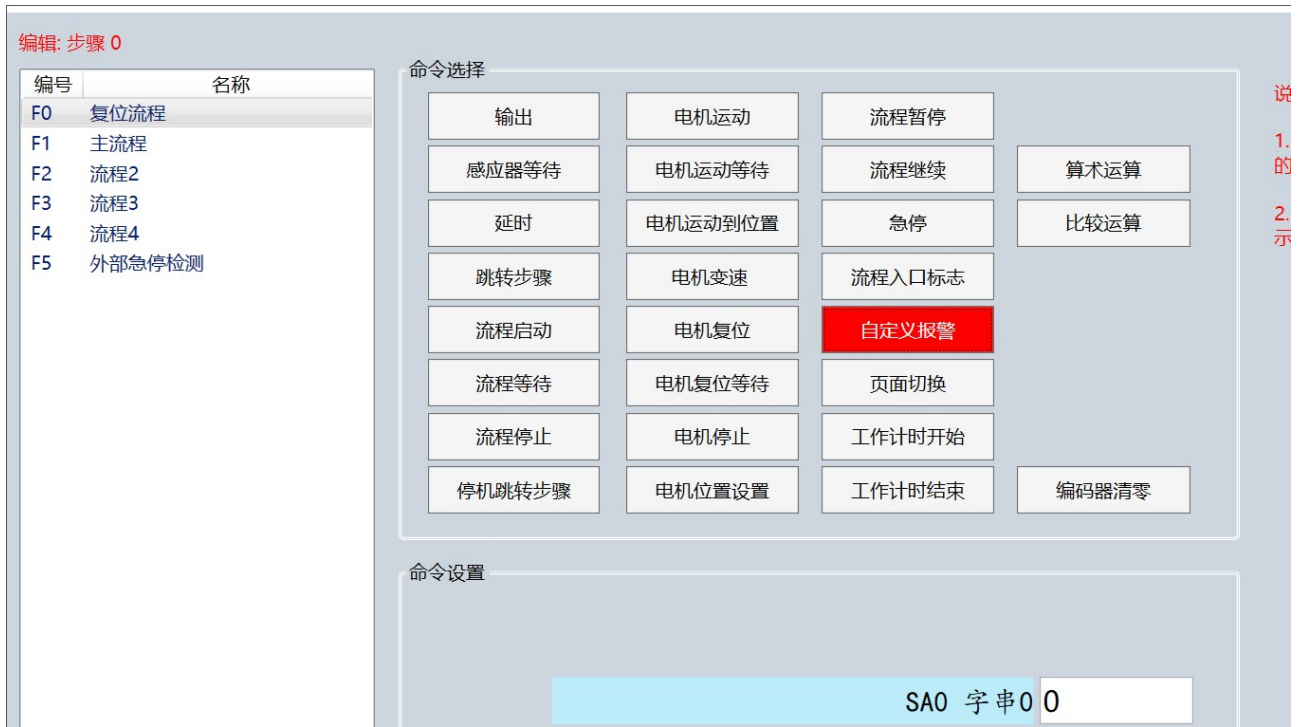 编辑: 步骤 0
编号 名称
F0 复位流程
F1 主流程
F2 流程2
F3 流程3
F4 流程4
F5 外部急停检测
命令选择
输出 电机运动 流程暂停
感应器等待 电机运动等待 流程继续 算术运算
延时 电机运动到位置 急停 比较运算
跳转步骤 电机变速 流程入口标志
流程启动 电机复位 自定义报警
流程等待 电机复位等待 页面切换
流程停止 电机停止 工作计时开始
停机跳转步骤 电机位置设置 工作计时结束 编码器清零
命令设置
SA0 字串0 0
说
1.
的
2.
示